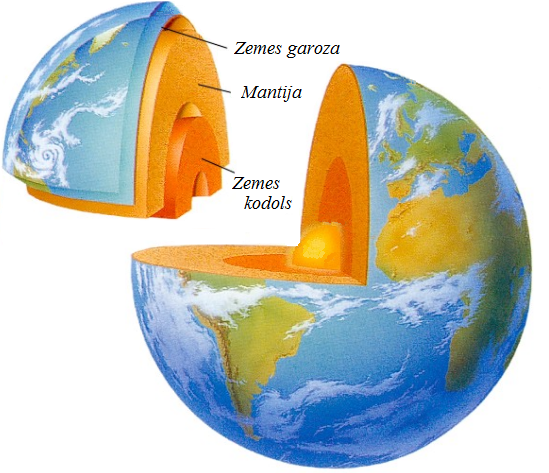 Zemes garoza
Mantija
Zemes
kodols